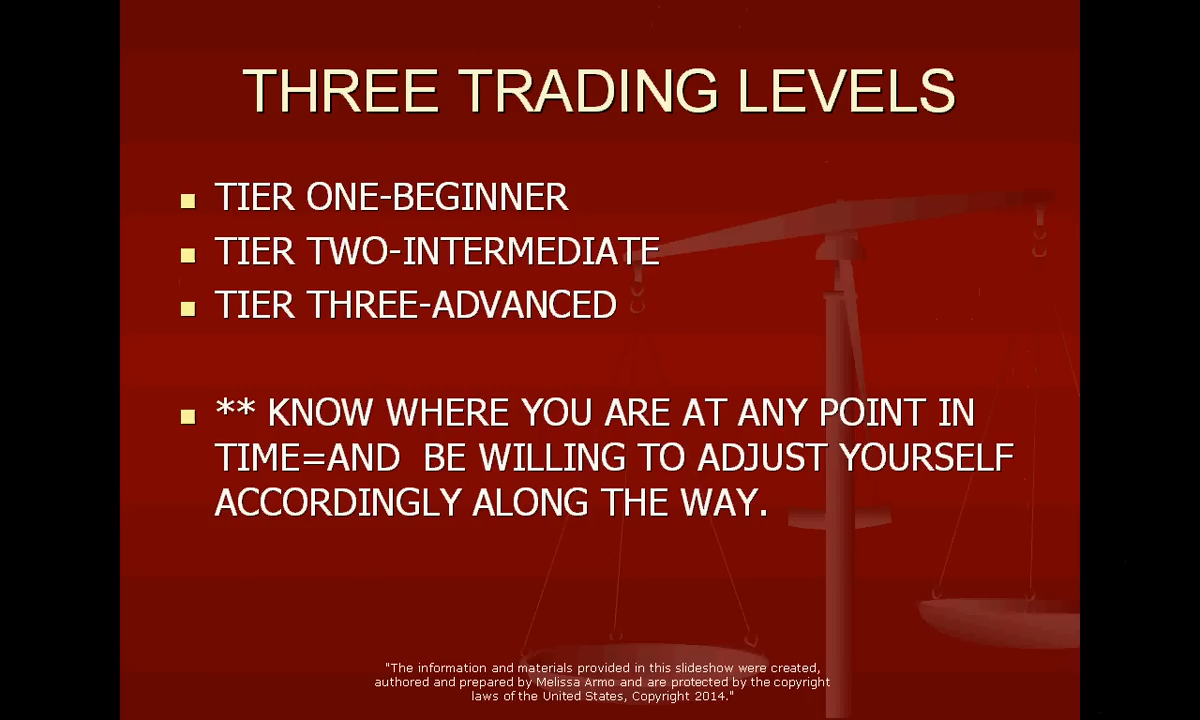 THREE TRADING LEVELS
TIER ONE-BEGINNER
TIER TWO-INTERMEDIATE
TIER THREE-ADVANCED
** KNOW WHERE YOU ARE AT ANY POINT IN
TIME=AND  BE WILLING TO ADJUST YOURSELF
ACCORDINGLY ALONG THE WAY.
"The information and materials provided in this slideshow were created,
authored and prepared by Melissa Armo and are protected by the copyright
laws of the United States, Copyright 2014."